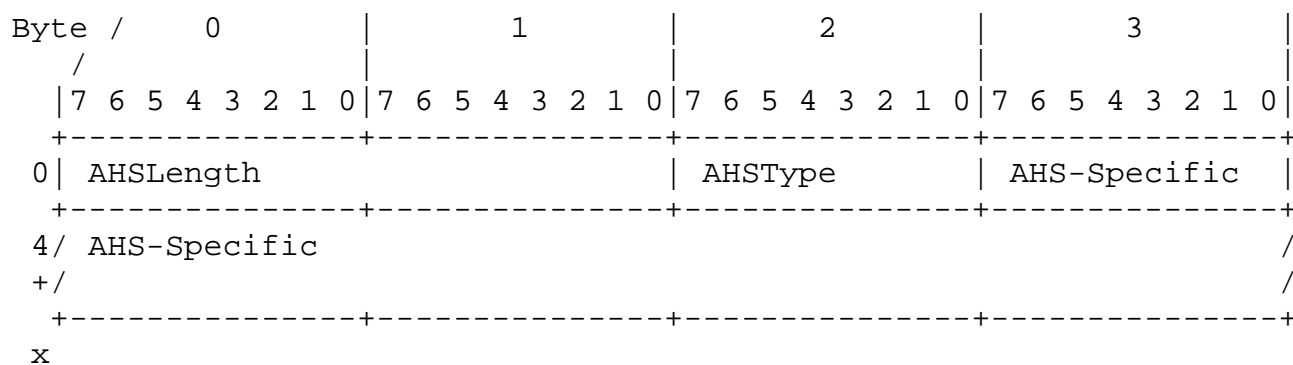 Byte /    0       |       1       |       2       |       3       |
   /              |               |               |               |
  |7 6 5 4 3 2 1 0|7 6 5 4 3 2 1 0|7 6 5 4 3 2 1 0|7 6 5 4 3 2 1 0|
  +---------------+---------------+---------------+---------------+
 0| AHSLength                     | AHSType       | AHS-Specific  |
  +---------------+---------------+---------------+---------------+
 4/ AHS-Specific                                                  /
 +/                                                               /
  +---------------+---------------+---------------+---------------+
 x